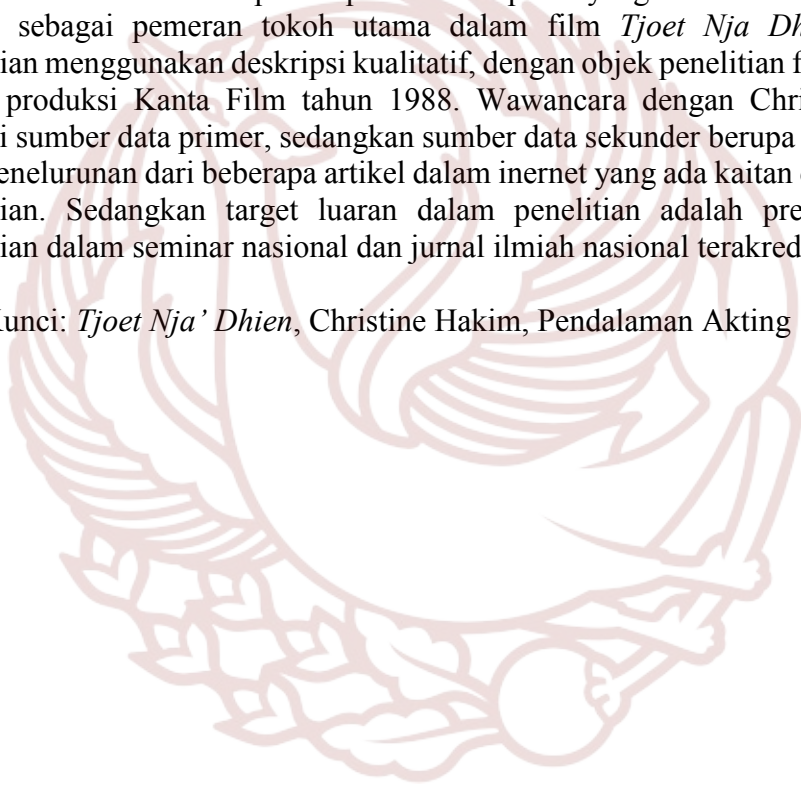 sebagai pemeran tokoh utama dalam film Tjoet Nja Dh
ian menggunakan deskripsi kualitatif, dengan objek penelitian f
produksi Kanta Film tahun 1988. Wawancara dengan Chri
i sumber data primer, sedangkan sumber data sekunder berupa
enelurunan dari beberapa artikel dalam inernet yang ada kaitan
ian. Sedangkan target luaran dalam penelitian adalah pre
ian dalam seminar nasional dan jurnal ilmiah nasional terakred
Kunci: Tjoet Nja’ Dhien, Christine Hakim, Pendalaman Akting